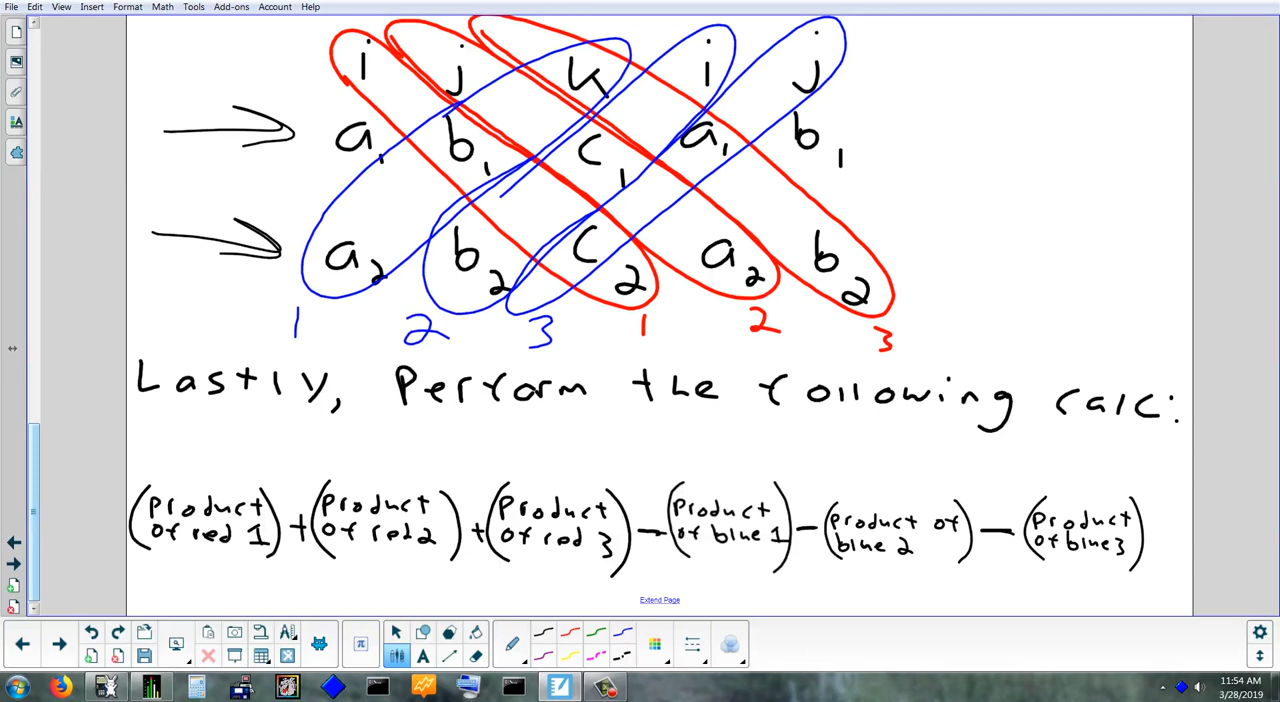 File Edit View Insert Format Math Tools Add-ons Account Help
i j k i j
a1 b1 c1 a1 b1
a2 b2 c2 a2 b2
1 2 3 1 2 3
Lastly, Perform the following calc:
(Product of red 1) + (Product of red 2) + (Product of red 3) — (Product of blue 1) — (Product of blue 2) — (Product of blue 3)
Extend Page
11:54 AM
3/28/2019